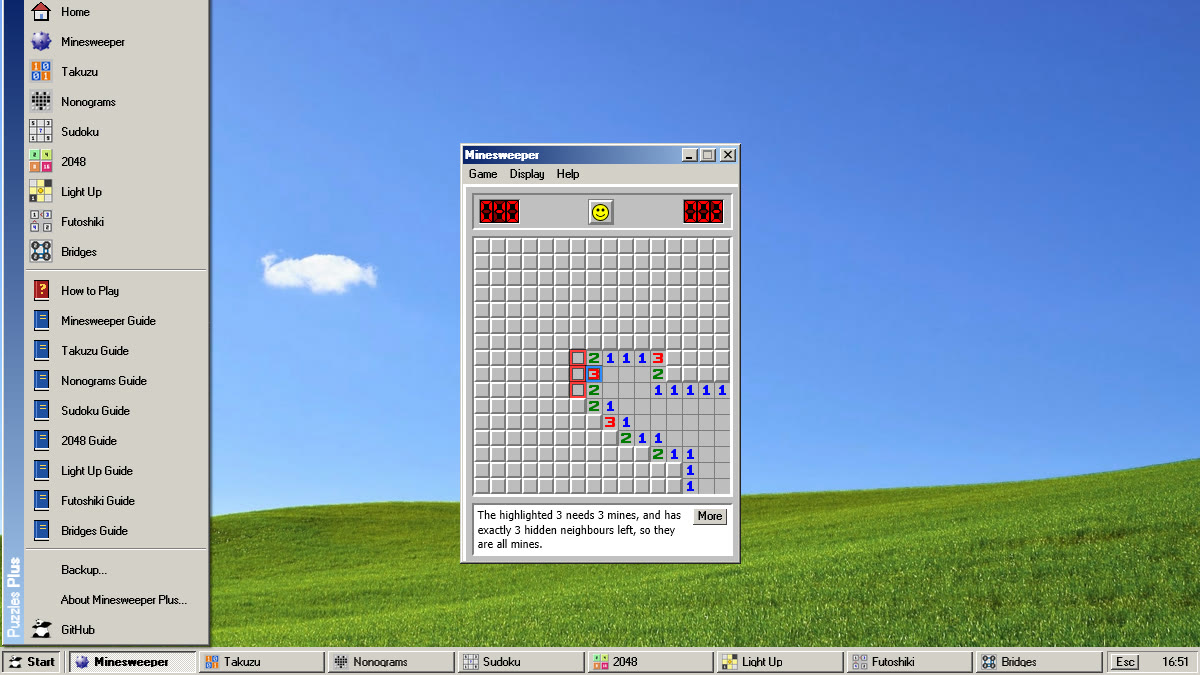 Home
Minesweeper
Takuzu
Nonograms
Sudoku
2048
Light Up
Futoshiki
Bridges
How to Play
Minesweeper Guide
Takuzu Guide
Nonograms Guide
Sudoku Guide
2048 Guide
Light Up Guide
Futoshiki Guide
Bridges Guide
Backup...
About Minesweeper Plus...
GitHub
Puzzles Plus
Minesweeper
Game Display Help
2 1 1 1 3
3 2
2 1 1 1 1 1
2 1
3 1
2 1 1
2 1 1
1
1
The highlighted 3 needs 3 mines, and has
exactly 3 hidden neighbours left, so they
are all mines.
More
Start Minesweeper Takuzu Nonograms Sudoku 2048 Light Up Futoshiki Bridges Esc 16:51